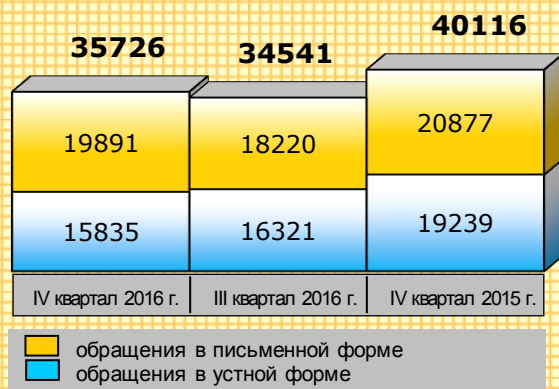 35726 34541 40116
19891 18220 20877
15835 16321 19239
IV квартал 2016 г. III квартал 2016 г. IV квартал 2015 г.
обращения в письменной форме
обращения в устной форме